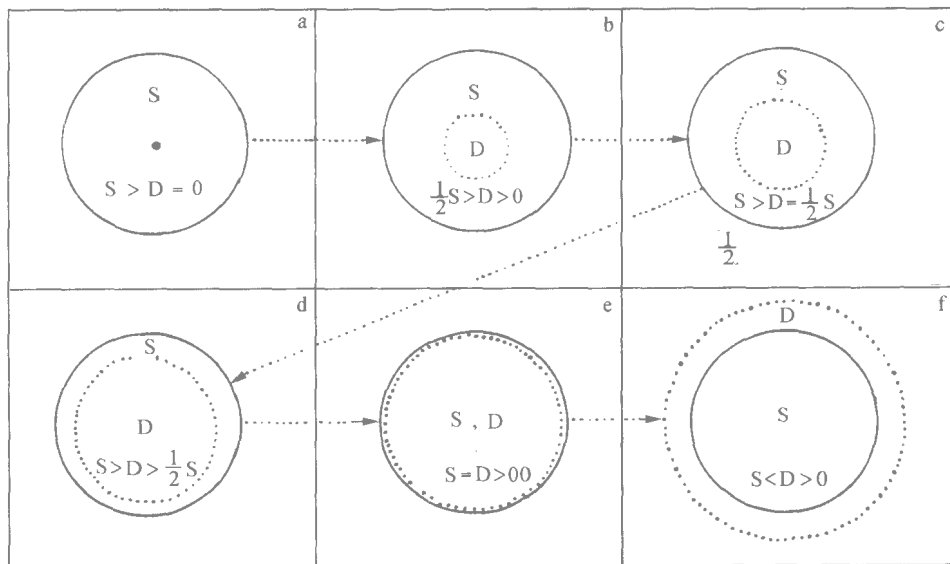 a
S
S > D = 0
b
S
D
1/2 S>D>0
c
S
D
S>D=1/2 S
1/2.
d
S
D
S>D>1/2 S
e
S , D
S=D>00
f
D
S
S<D>0